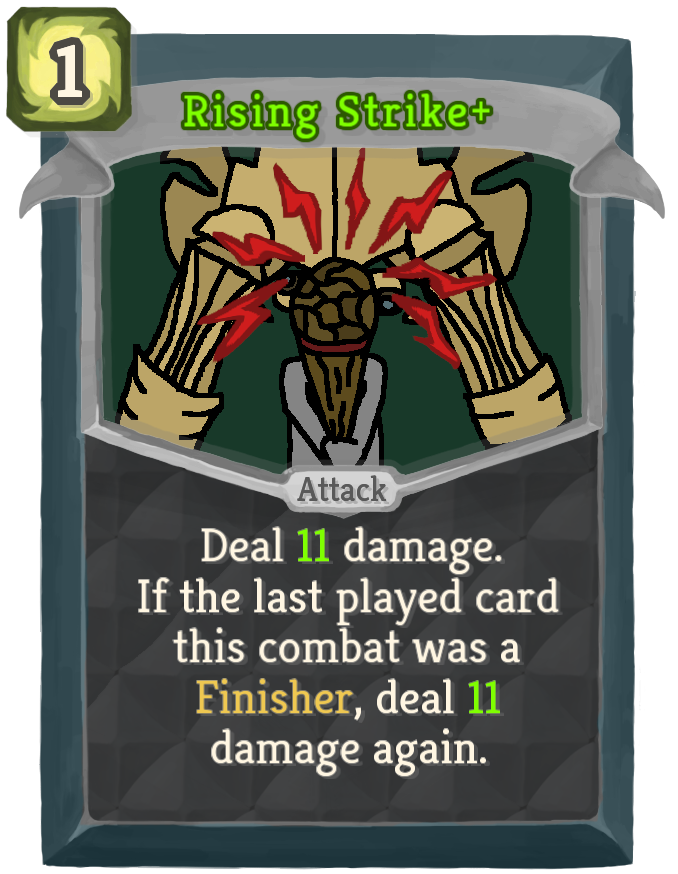 1
Rising Strike+
Attack
Deal 11 damage.
If the last played card
this combat was a
Finisher, deal 11
damage again.